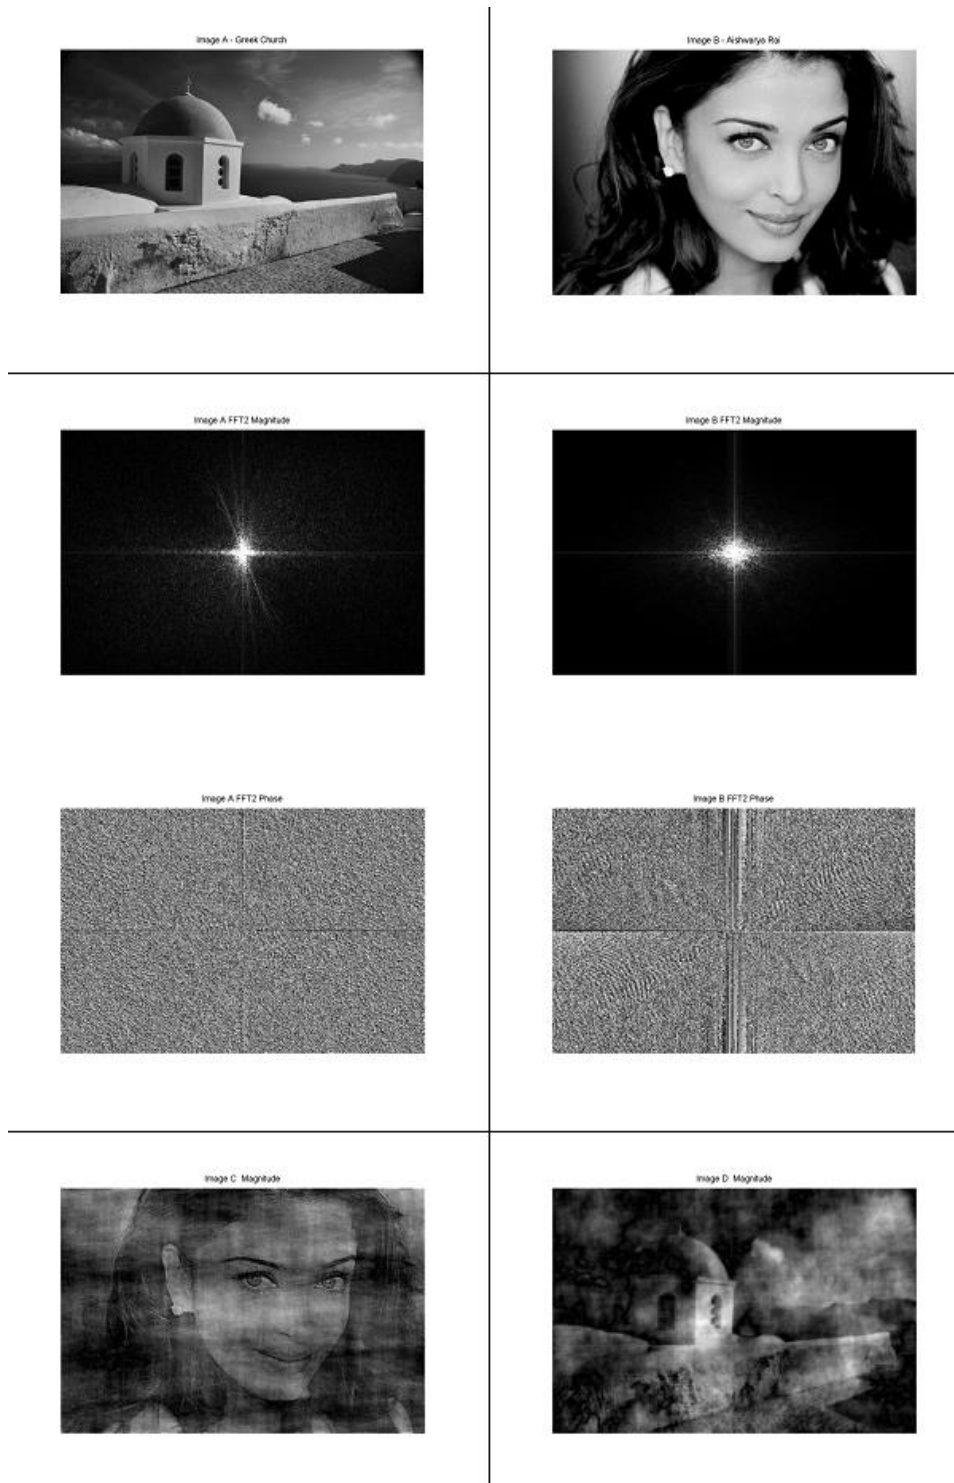 Image A - Greek Church
Image B - Aishwarya Rai
Image A FFT2 Magnitude
Image B FFT2 Magnitude
Image A FFT2 Phase
Image B FFT2 Phase
Image C Magnitude
Image D Magnitude